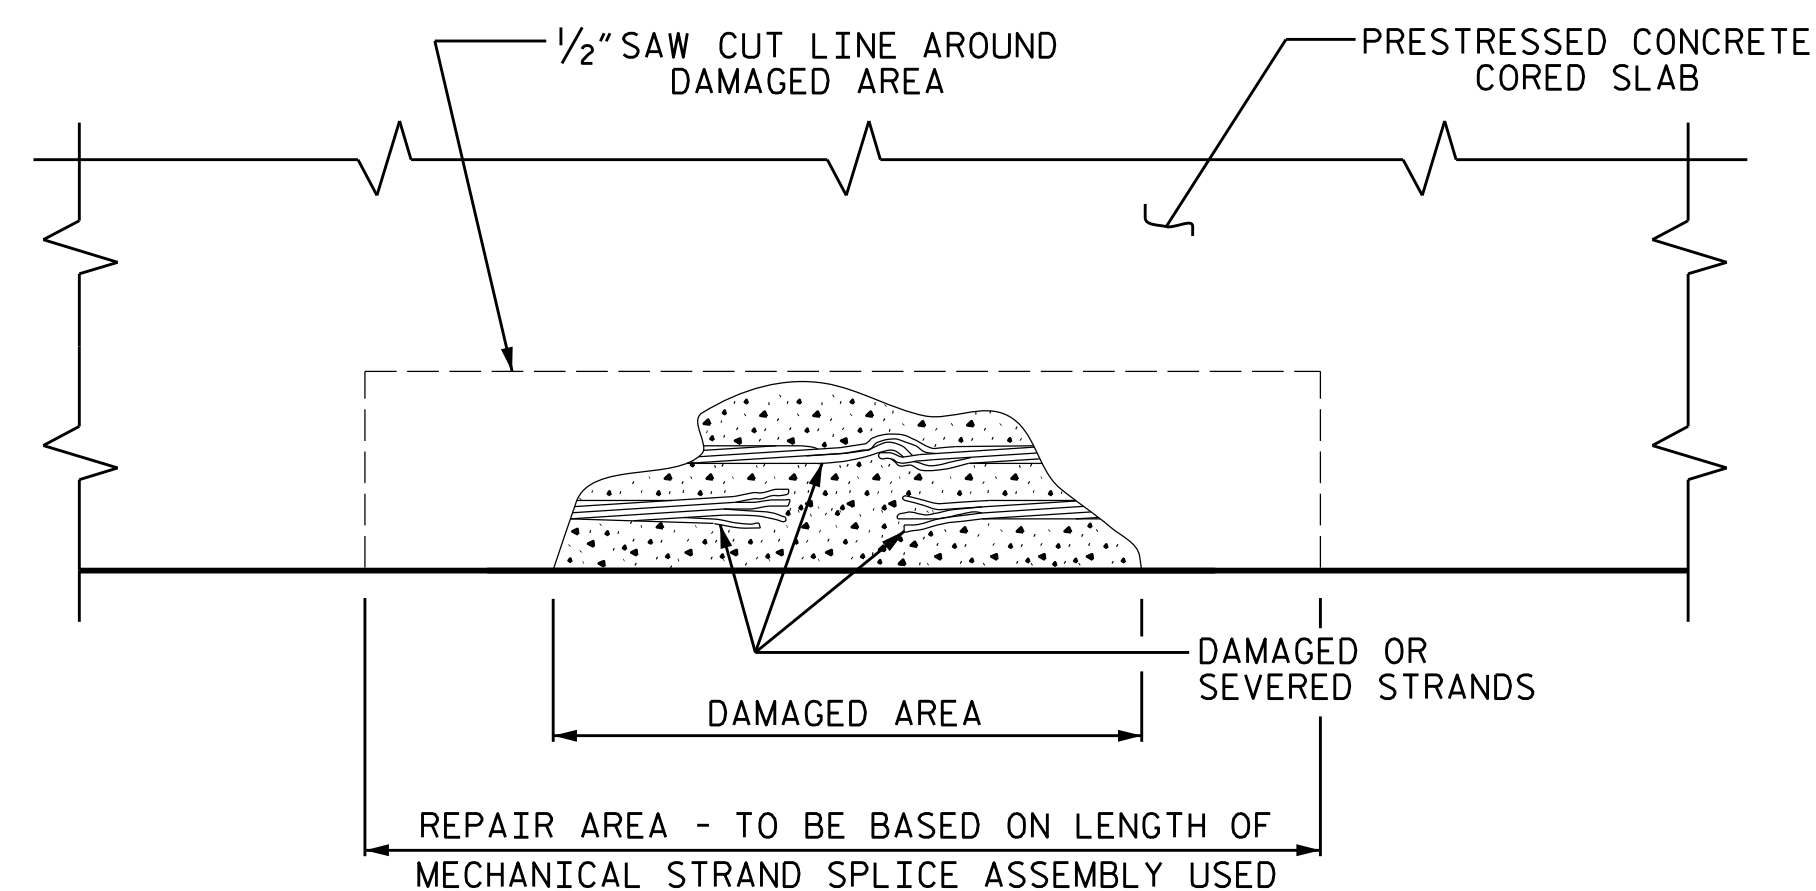 1/2" SAW CUT LINE AROUND
DAMAGED AREA
PRESTRESSED CONCRETE
CORED SLAB
DAMAGED OR
SEVERED STRANDS
DAMAGED AREA
REPAIR AREA - TO BE BASED ON LENGTH OF
MECHANICAL STRAND SPLICE ASSEMBLY USED